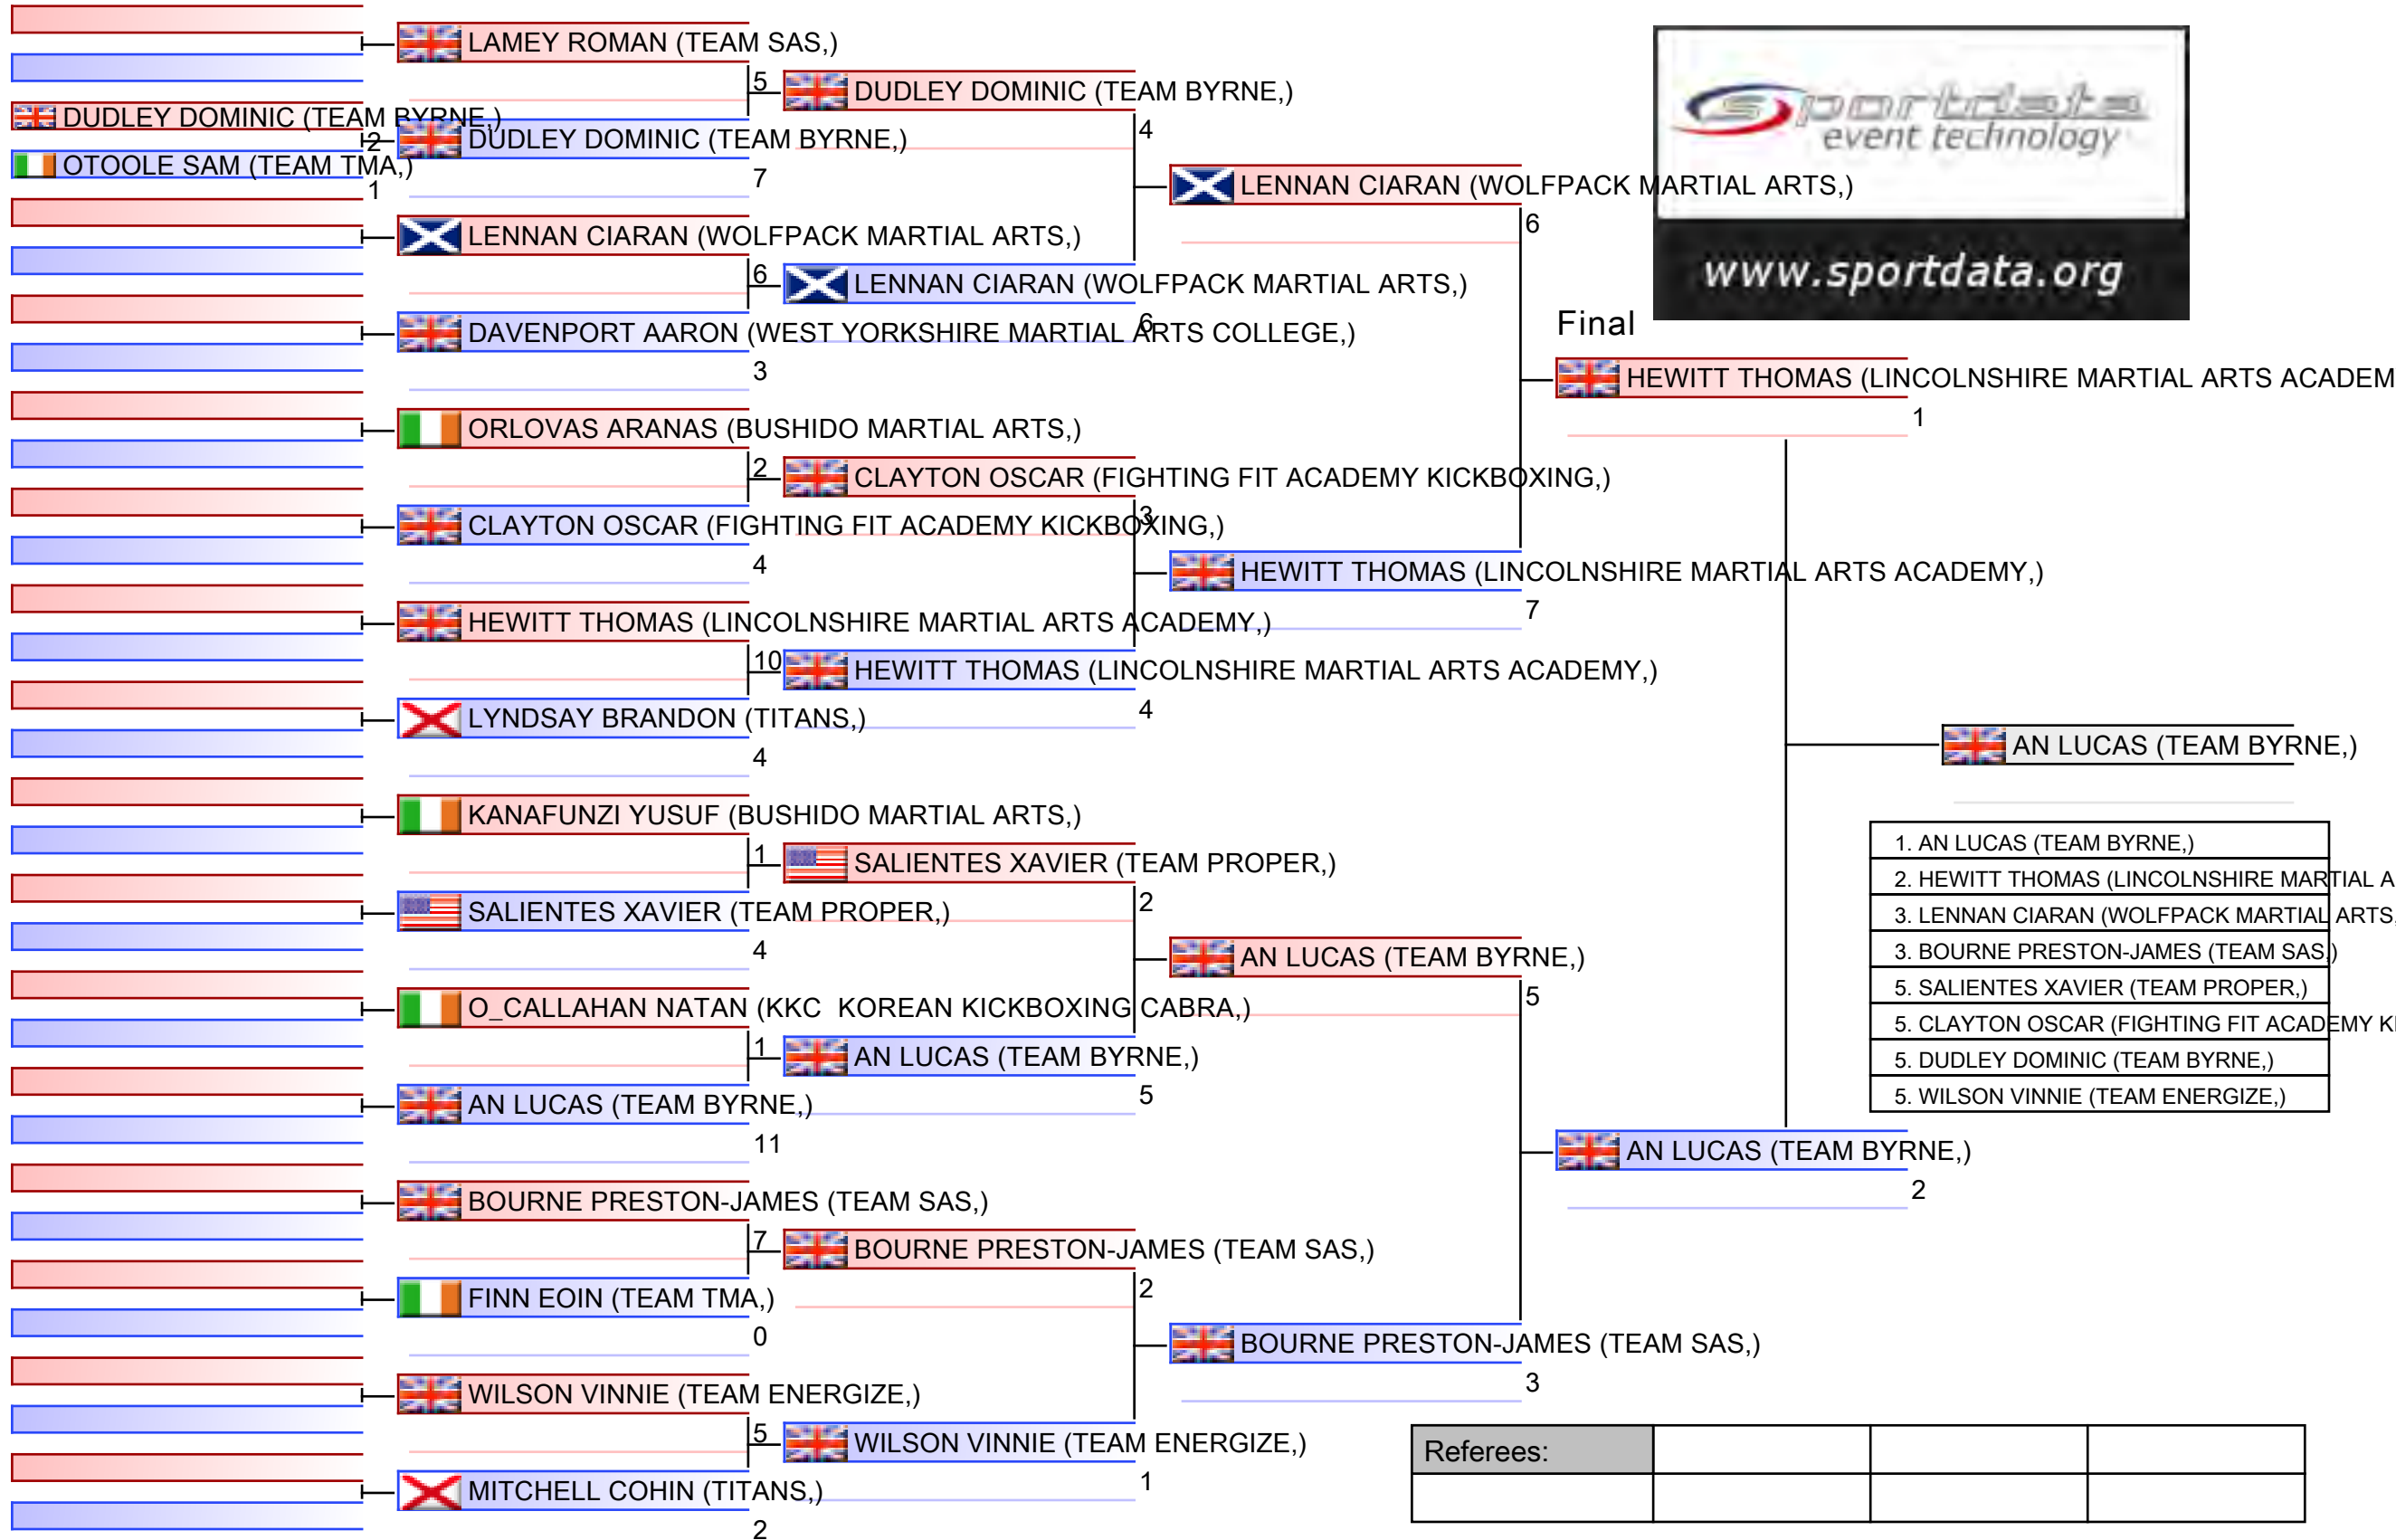 LAMEY ROMAN (TEAM SAS,)
5
DUDLEY DOMINIC (TEAM BYRNE,)
DUDLEY DOMINIC (TEAM BYRNE,)
4
2
DUDLEY DOMINIC (TEAM BYRNE,)
OTOOLE SAM (TEAM TMA,)
1
7
LENNAN CIARAN (WOLFPACK MARTIAL ARTS,)
6
LENNAN CIARAN (WOLFPACK MARTIAL ARTS,)
6
LENNAN CIARAN (WOLFPACK MARTIAL ARTS,)
6
DAVENPORT AARON (WEST YORKSHIRE MARTIAL ARTS COLLEGE,)
3
sportdata
event technology
www.sportdata.org
Final
HEWITT THOMAS (LINCOLNSHIRE MARTIAL ARTS ACADEM
1
ORLOVAS ARANAS (BUSHIDO MARTIAL ARTS,)
2
CLAYTON OSCAR (FIGHTING FIT ACADEMY KICKBOXING,)
3
CLAYTON OSCAR (FIGHTING FIT ACADEMY KICKBOXING,)
4
HEWITT THOMAS (LINCOLNSHIRE MARTIAL ARTS ACADEMY,)
7
HEWITT THOMAS (LINCOLNSHIRE MARTIAL ARTS ACADEMY,)
10
HEWITT THOMAS (LINCOLNSHIRE MARTIAL ARTS ACADEMY,)
4
LYNDSAY BRANDON (TITANS,)
4
AN LUCAS (TEAM BYRNE,)
KANAFUNZI YUSUF (BUSHIDO MARTIAL ARTS,)
1
SALIENTES XAVIER (TEAM PROPER,)
2
SALIENTES XAVIER (TEAM PROPER,)
4
AN LUCAS (TEAM BYRNE,)
5
O_CALLAHAN NATAN (KKC  KOREAN KICKBOXING CABRA,)
1
AN LUCAS (TEAM BYRNE,)
5
AN LUCAS (TEAM BYRNE,)
11
1. AN LUCAS (TEAM BYRNE,)
2. HEWITT THOMAS (LINCOLNSHIRE MARTIAL A
3. LENNAN CIARAN (WOLFPACK MARTIAL ARTS,
3. BOURNE PRESTON-JAMES (TEAM SAS,)
5. SALIENTES XAVIER (TEAM PROPER,)
5. CLAYTON OSCAR (FIGHTING FIT ACADEMY KI
5. DUDLEY DOMINIC (TEAM BYRNE,)
5. WILSON VINNIE (TEAM ENERGIZE,)
AN LUCAS (TEAM BYRNE,)
2
BOURNE PRESTON-JAMES (TEAM SAS,)
7
BOURNE PRESTON-JAMES (TEAM SAS,)
2
FINN EOIN (TEAM TMA,)
0
BOURNE PRESTON-JAMES (TEAM SAS,)
3
WILSON VINNIE (TEAM ENERGIZE,)
5
WILSON VINNIE (TEAM ENERGIZE,)
1
MITCHELL COHIN (TITANS,)
2
Referees: